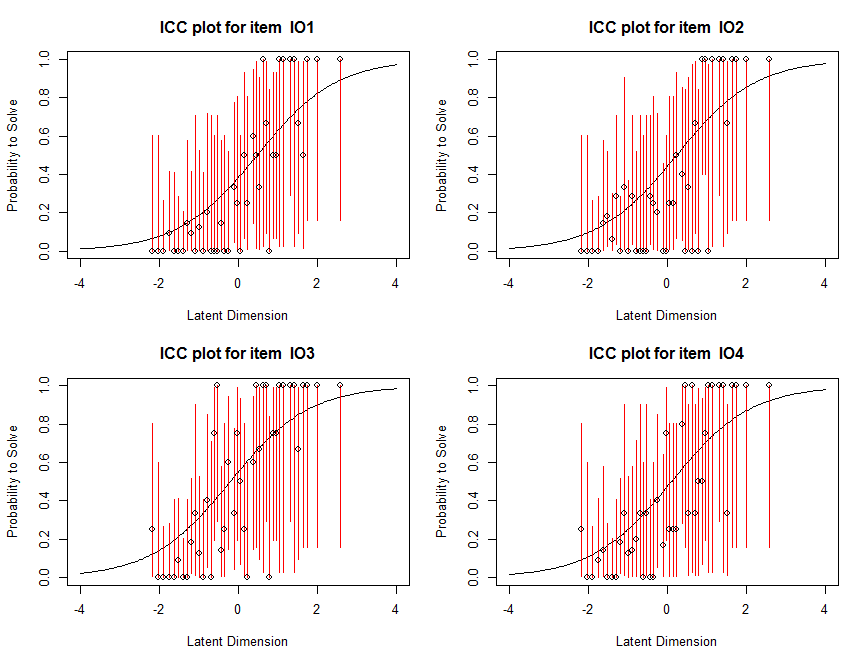 ICC plot for item IO1
Probability to Solve
0.0 0.2 0.4 0.6 0.8 1.0
-4 -2 0 2 4
Latent Dimension
ICC plot for item IO2
Probability to Solve
0.0 0.2 0.4 0.6 0.8 1.0
-4 -2 0 2 4
Latent Dimension
ICC plot for item IO3
Probability to Solve
0.0 0.2 0.4 0.6 0.8 1.0
-4 -2 0 2 4
Latent Dimension
ICC plot for item IO4
Probability to Solve
0.0 0.2 0.4 0.6 0.8 1.0
-4 -2 0 2 4
Latent Dimension